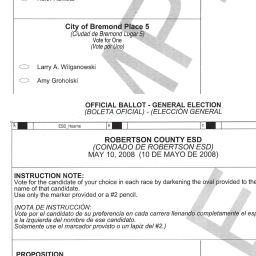 City of Bremond Place 5
(Ciudad de Bremond Lugar 5)
Vote for One
(Vote por Uno)
Larry A. Wilganowski
Amy Groholski
OFFICIAL BALLOT - GENERAL ELECTION
(BOLETA OFICIAL) - (ELECCIÓN GENERAL
ROBERTSON COUNTY ESD
(CONDADO DE ROBERTSON ESD)
MAY 10, 2008 (10 DE MAYO DE 2008)
INSTRUCTION NOTE:
Vote for the candidate of your choice in each race by darkening the oval provided to the
name of that candidate.
Use only the marker provided or a #2 pencil.
(NOTA DE INSTRUCCIÓN:
Vote por el candidato de su preferencia en cada carrera llenando completamente el esp
a la izquierda del nombre de ese candidato.
Solamente use el marcador provisto o un lapiz del #2.)
PROPOSITION